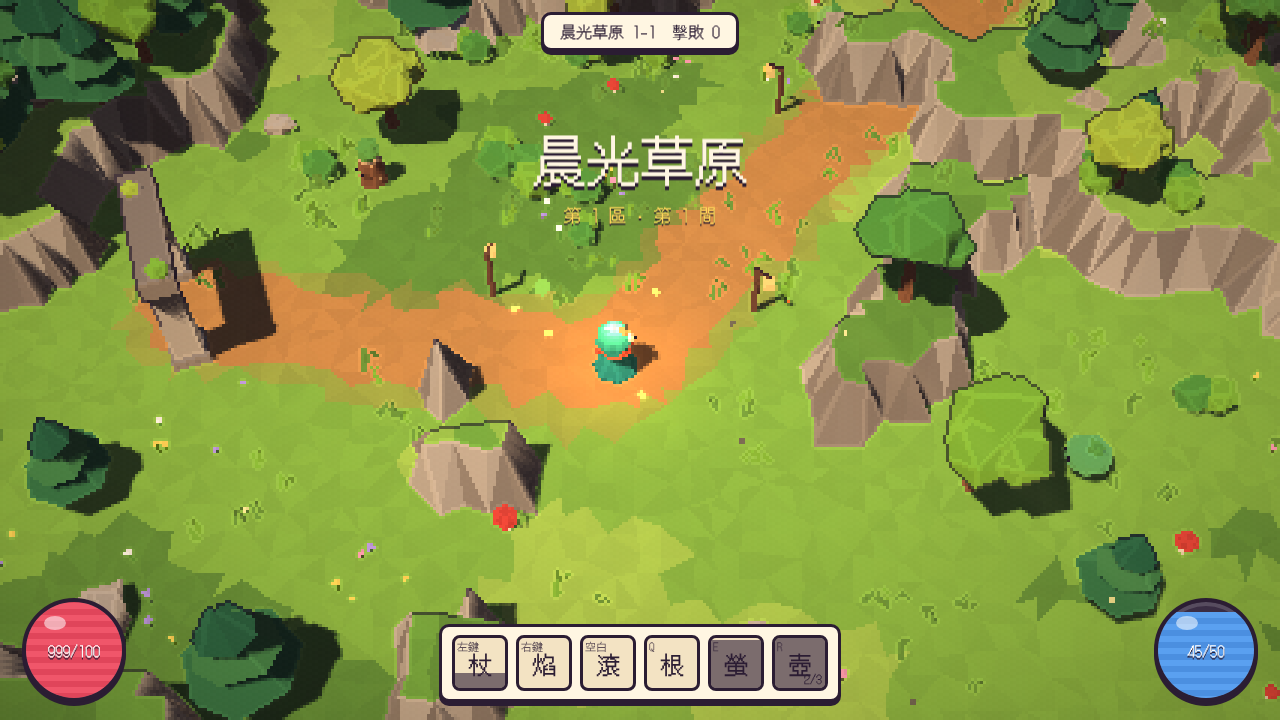 晨光草原 1-1 擊敗 0
晨光草原
第 1 區 · 第 1 間
左鍵 杖
右鍵 焰
空白 滾
Q 根
E 螢
R 壺 2/3
999/100
45/50